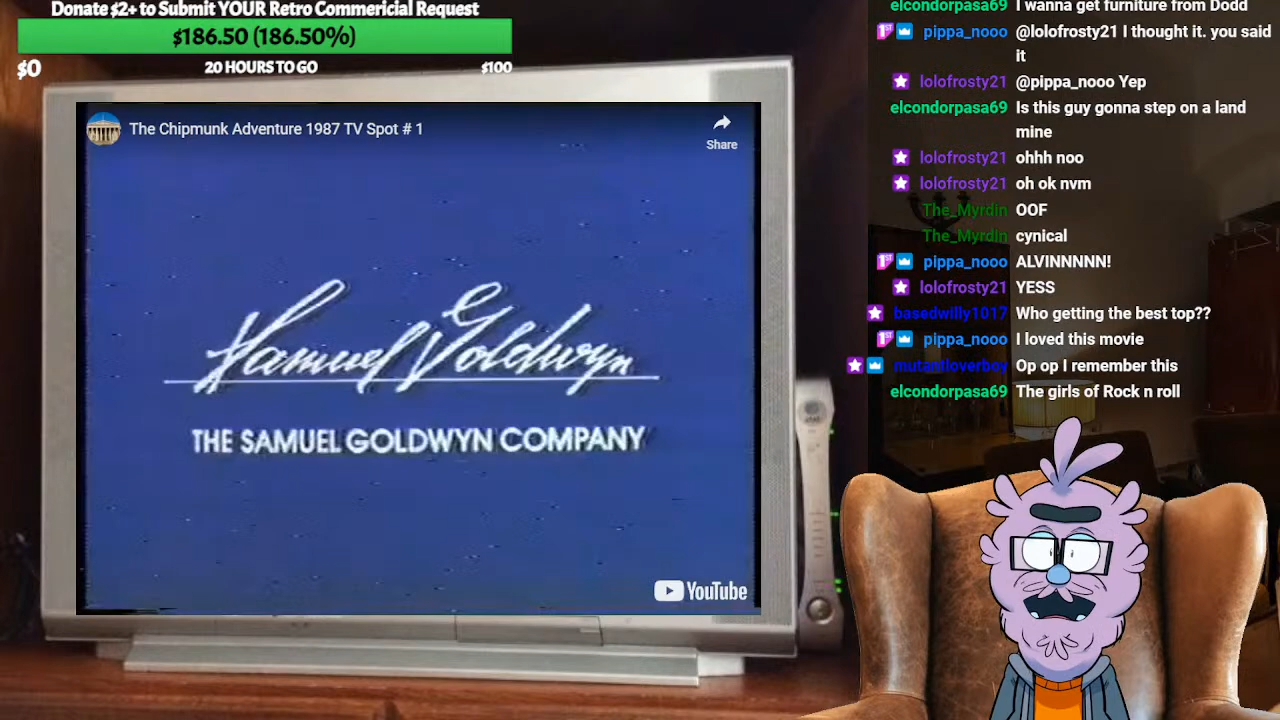 Donate $2+ to Submit YOUR Retro Commericial Request
$186.50 (186.50%)
$0
20 HOURS TO GO
$100
The Chipmunk Adventure 1987 TV Spot # 1
Share
Samuel Goldwyn
THE SAMUEL GOLDWYN COMPANY
YouTube
elcondorpasa69 I wanna get furniture from Dodd
pippa_nooo @lolofrosty21 I thought it. you said
it
lolofrosty21 @pippa_nooo Yep
elcondorpasa69 Is this guy gonna step on a land
mine
lolofrosty21 ohhh noo
lolofrosty21 oh ok nvm
The_Myrdin OOF
The_Myrdin cynical
pippa_nooo ALVINNNNN!
lolofrosty21 YESS
basedwilly1017 Who getting the best top??
pippa_nooo I loved this movie
mutantloverboy Op op I remember this
elcondorpasa69 The girls of Rock n roll